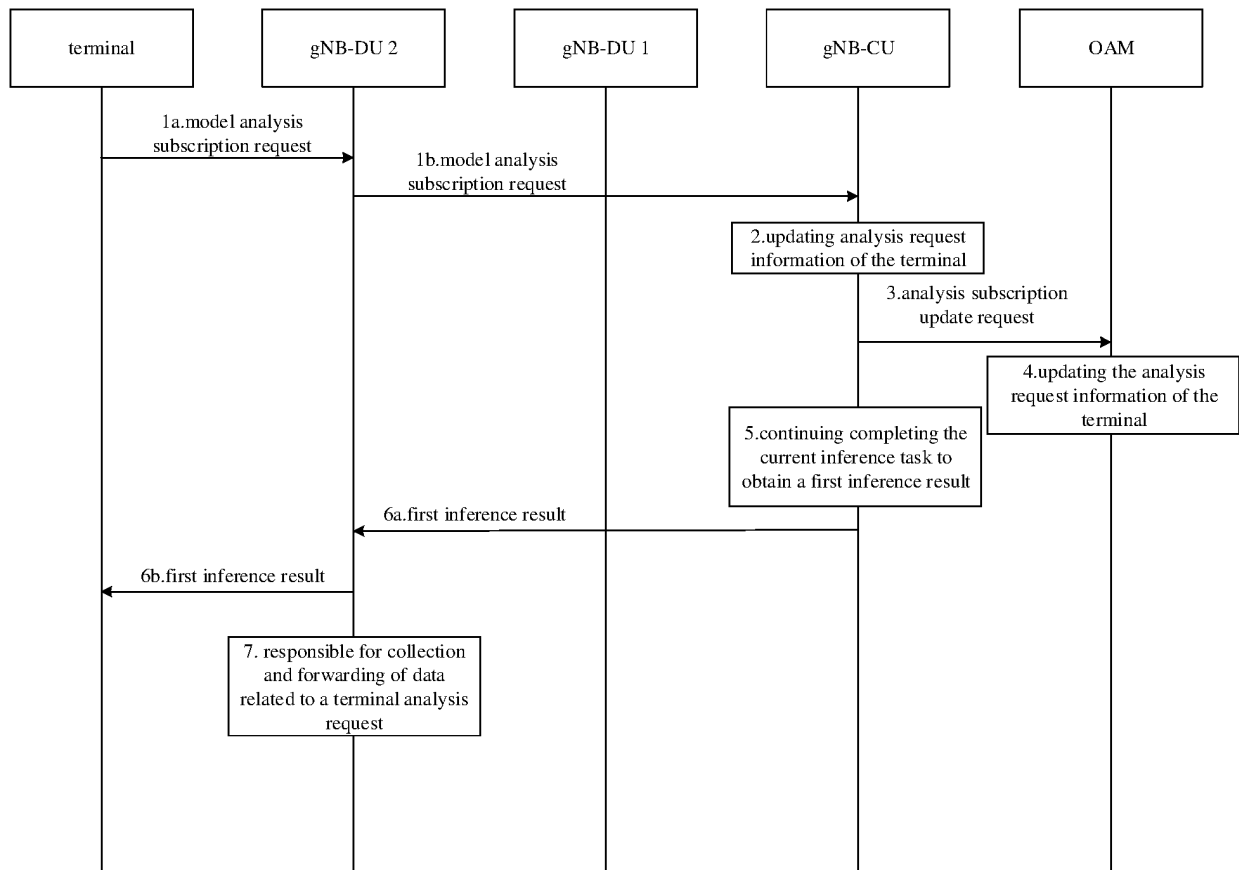 terminal
gNB-DU 2
gNB-DU 1
gNB-CU
OAM
1a.model analysis
subscription request
1b.model analysis
subscription request
2.updating analysis request
information of the terminal
3.analysis subscription
update request
4.updating the analysis
request information of the
terminal
5.continuing completing the
current inference task to
obtain a first inference result
6a.first inference result
6b.first inference result
7. responsible for collection
and forwarding of data
related to a terminal analysis
request